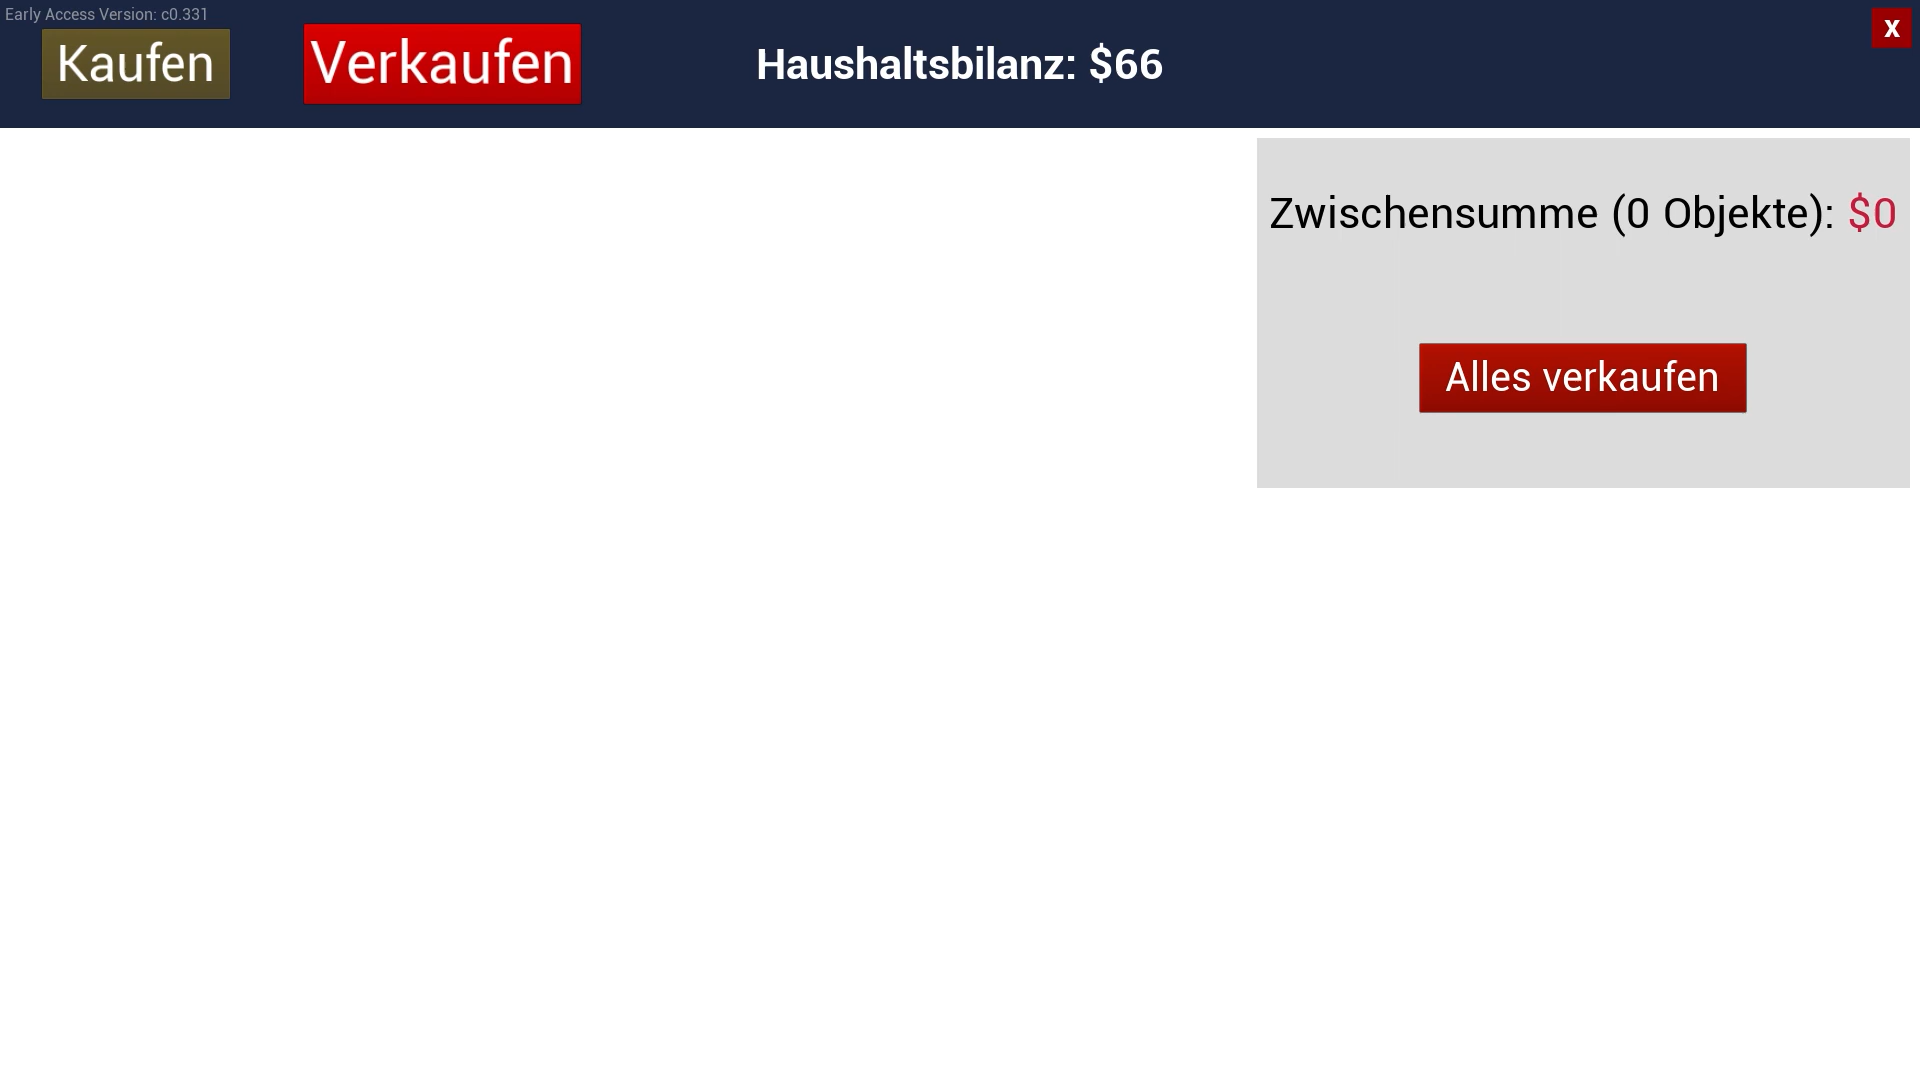 Early Access Version: c0.331
Kaufen
Verkaufen
Haushaltsbilanz: $66
X
Zwischensumme (0 Objekte): $0
Alles verkaufen